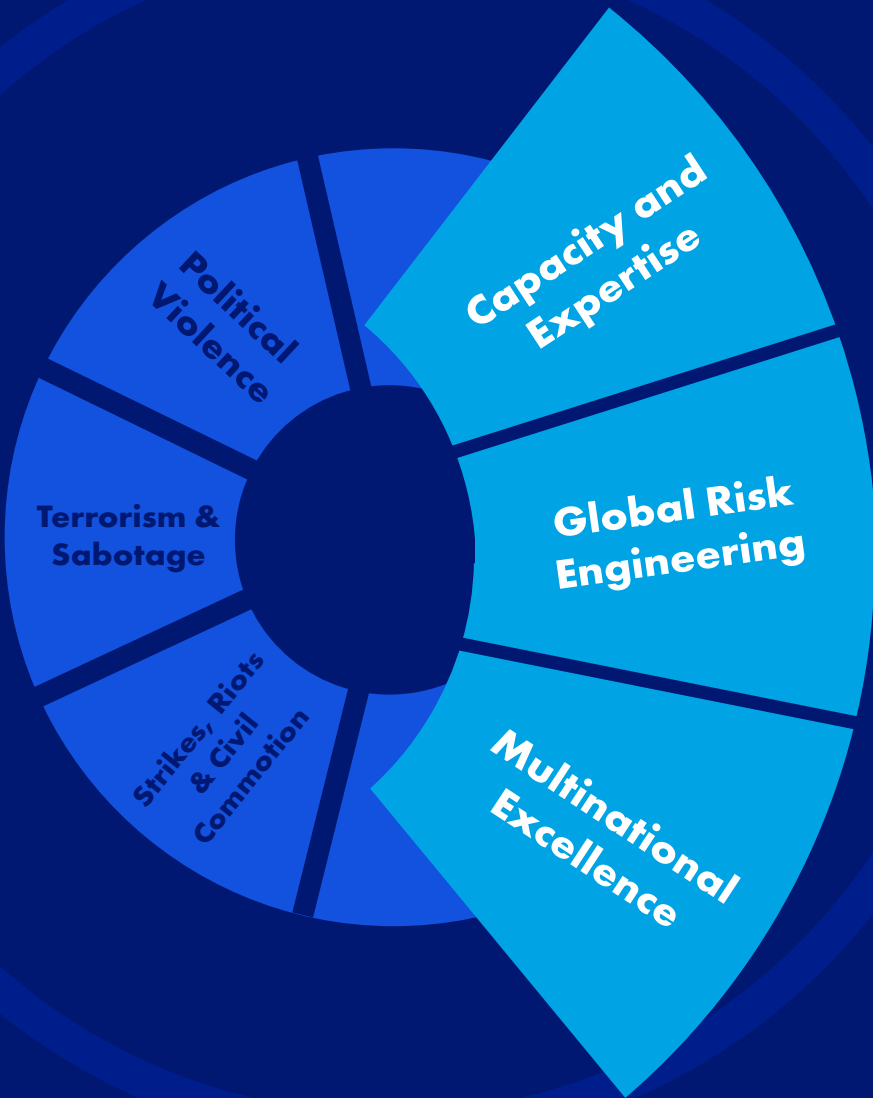 Political
Violence
Terrorism &
Sabotage
Strikes, Riots
& Civil
Commotion
Capacity and
Expertise
Global Risk
Engineering
Multinational
Excellence